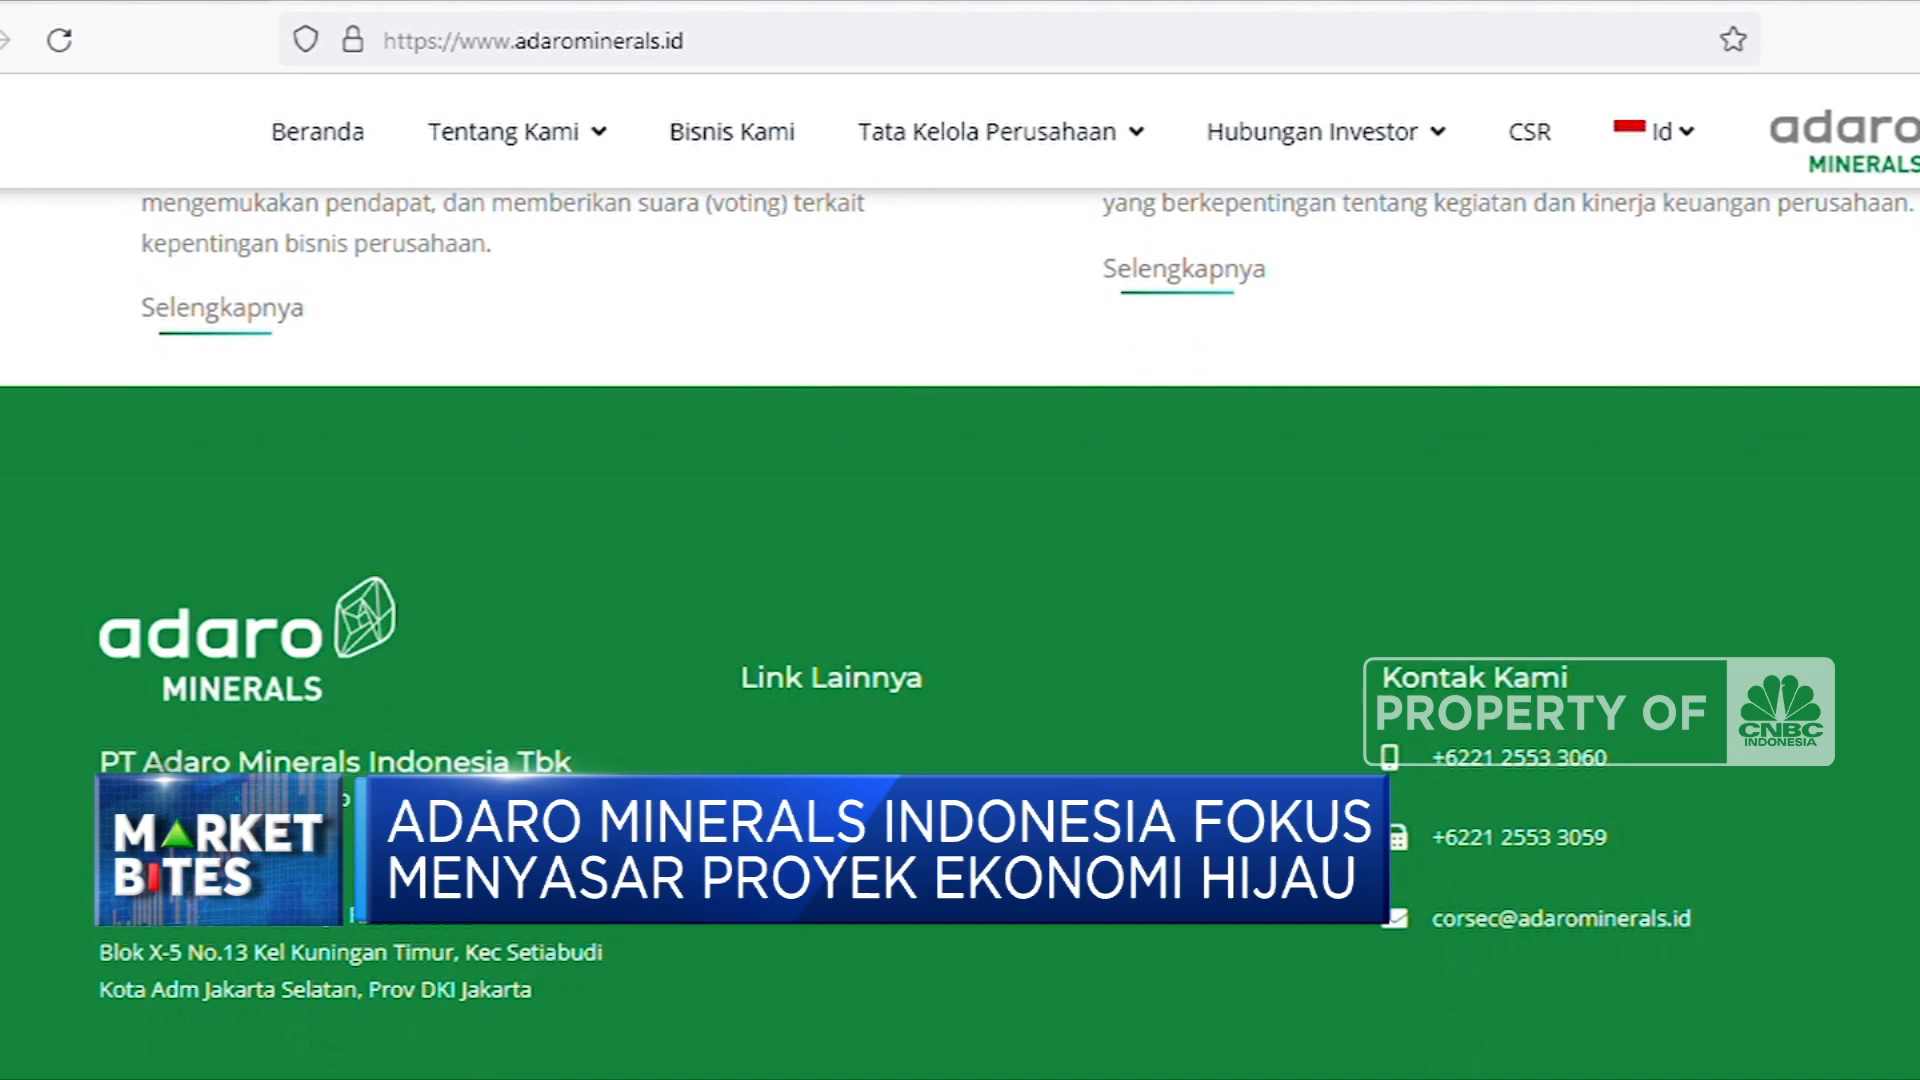 https://www.adarominerals.id
Beranda
Tentang Kami
Bisnis Kami
Tata Kelola Perusahaan
Hubungan Investor
CSR
Id
adaro
MINERALS
mengemukakan pendapat, dan memberikan suara (voting) terkait
kepentingan bisnis perusahaan.
Selengkapnya
yang berkepentingan tentang kegiatan dan kinerja keuangan perusahaan.
Selengkapnya
adaro
MINERALS
PT Adaro Minerals Indonesia Tbk
Blok X-5 No.13 Kel Kuningan Timur, Kec Setiabudi
Kota Adm Jakarta Selatan, Prov DKI Jakarta
Link Lainnya
Kontak Kami
+6221 2553 3060
+6221 2553 3059
corsec@adarominerals.id
PROPERTY OF
CNBC
INDONESIA
MARKET
BITES
ADARO MINERALS INDONESIA FOKUS
MENYASAR PROYEK EKONOMI HIJAU